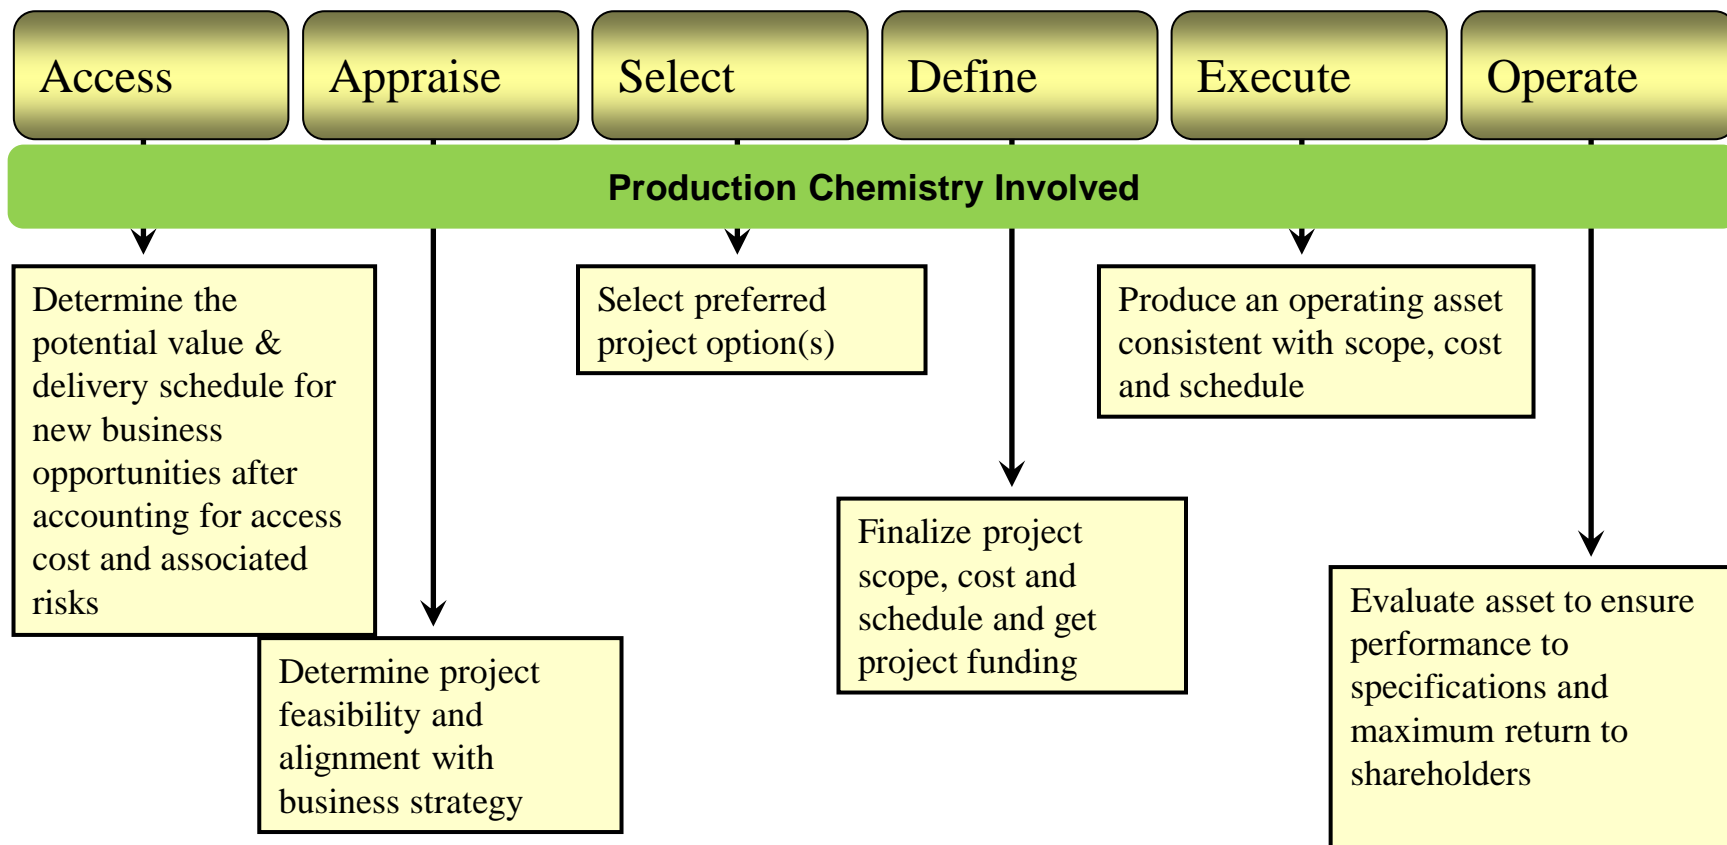 Access
Appraise
Select
Define
Execute
Operate
Production Chemistry Involved
Determine the
potential value &
delivery schedule for
new business
opportunities after
accounting for access
cost and associated
risks
Determine project
feasibility and
alignment with
business strategy
Select preferred
project option(s)
Finalize project
scope, cost and
schedule and get
project funding
Produce an operating asset
consistent with scope, cost
and schedule
Evaluate asset to ensure
performance to
specifications and
maximum return to
shareholders